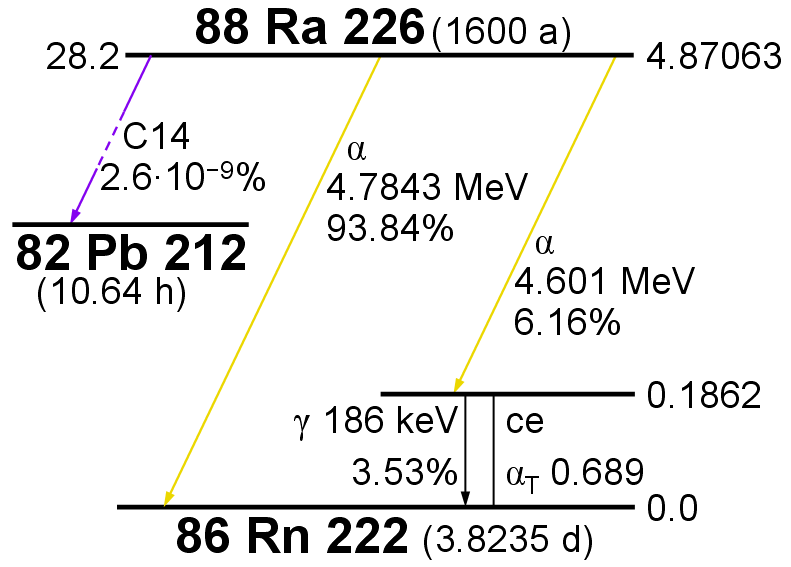 88 Ra 226 (1600 a)
28.2
4.87063
C14
2.6·10⁻⁹%
α
4.7843 MeV
93.84%
82 Pb 212
(10.64 h)
α
4.601 MeV
6.16%
0.1862
γ 186 keV
3.53%
ce
α_T 0.689
0.0
86 Rn 222 (3.8235 d)